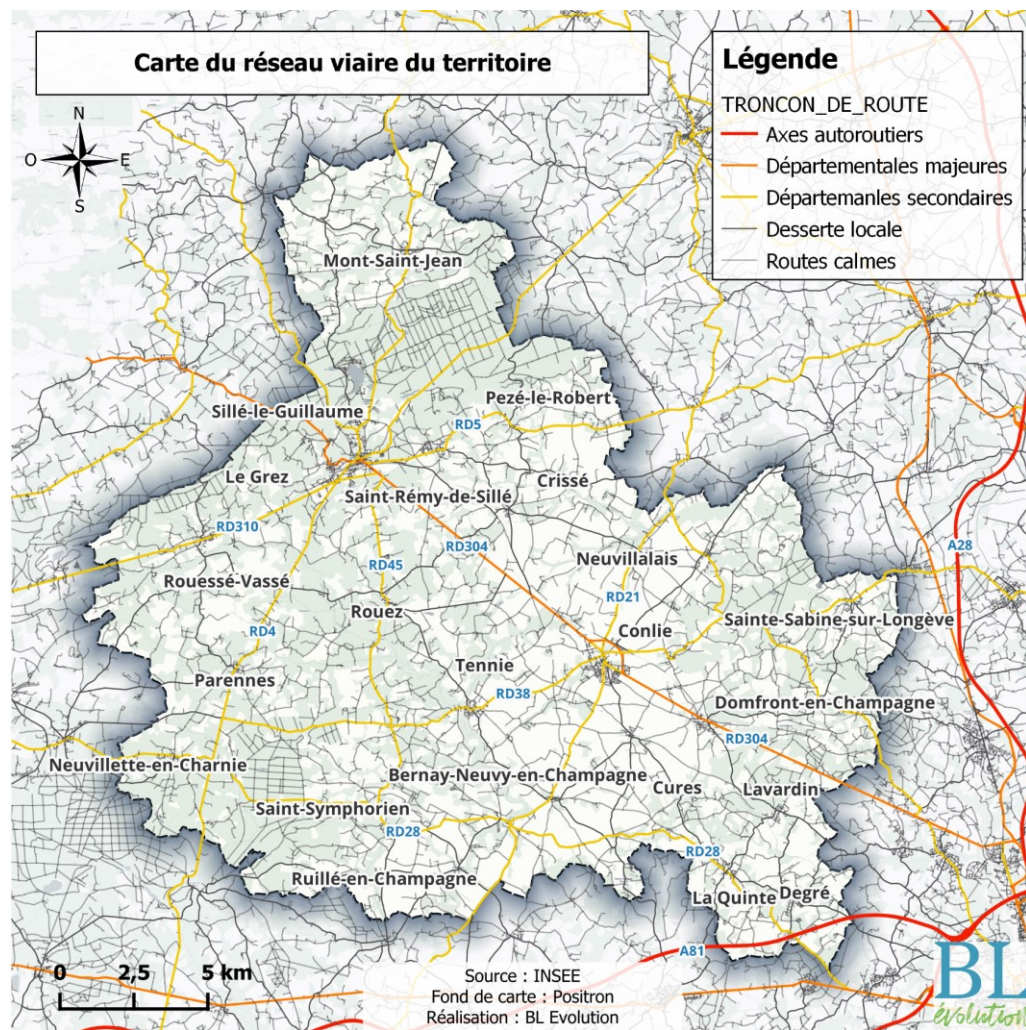 Carte du réseau viaire du territoire
Légende
TRONCON_DE_ROUTE
Axes autoroutiers
Départementales majeures
Départemanles secondaires
Desserte locale
Routes calmes
N
O
E
S
Mont-Saint-Jean
Pezé-le-Robert
Sillé-le-Guillaume
RD5
Le Grez
Crissé
Saint-Rémy-de-Sillé
RD310
RD304
A28
Neuvillalais
RD45
Rouessé-Vassé
RD21
Rouez
Sainte-Sabine-sur-Longève
RD4
Conlie
Tennie
Parennes
RD38
Domfront-en-Champagne
RD304
Neuvillette-en-Charnie
Bernay-Neuvy-en-Champagne
Cures
Lavardin
Saint-Symphorien
RD28
RD28
Ruillé-en-Champagne
La Quinte
Degré
A81
0 2,5 5 km
Source : INSEE
Fond de carte : Positron
Réalisation : BL Evolution
BL
évolution